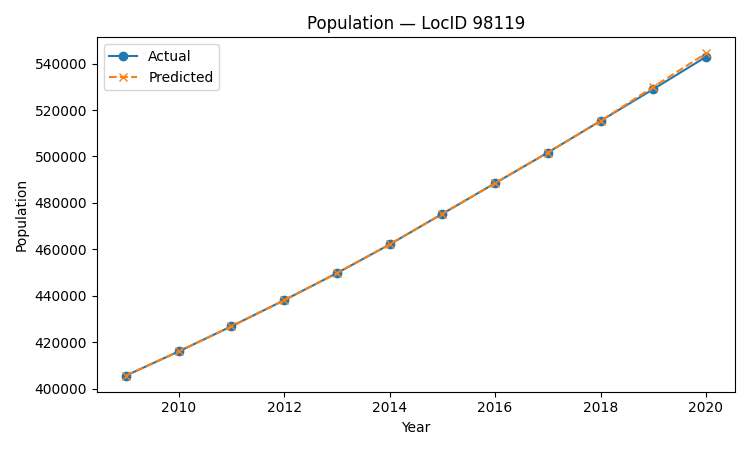 Population — LocID 98119
Actual
Predicted
540000
520000
500000
480000
460000
440000
420000
400000
Population
2010 2012 2014 2016 2018 2020
Year